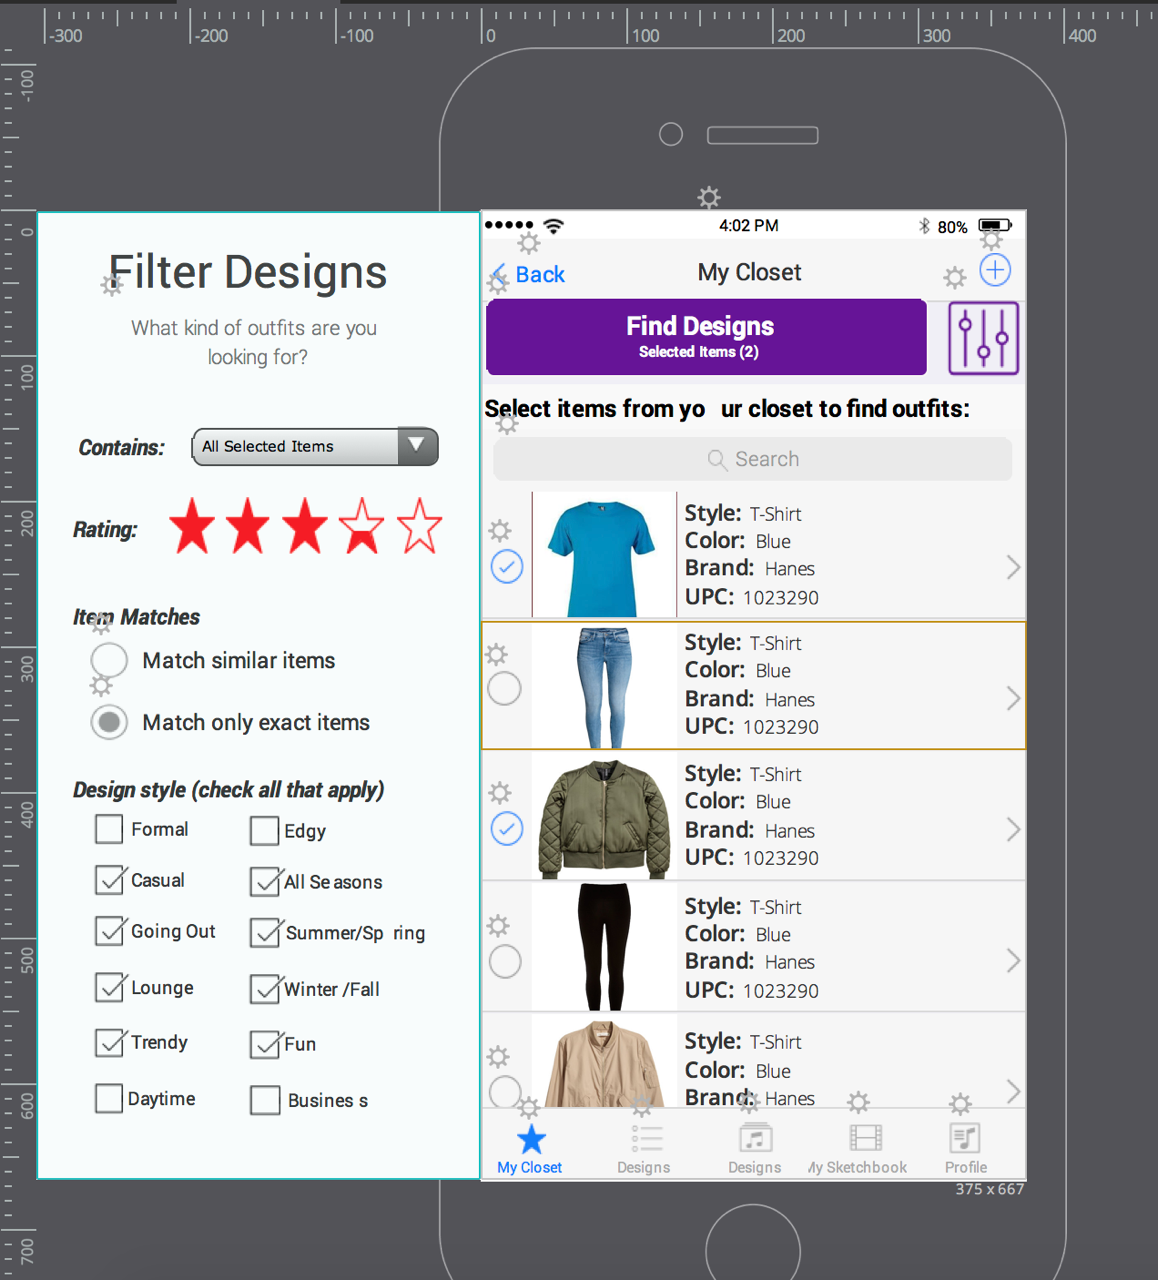 -300 -200 -100 0 100 200 300 400
-100
0
100
200
300
400
500
600
700
Filter Designs
What kind of outfits are you
looking for?
Contains: All Selected Items
Rating:
Item Matches
Match similar items
Match only exact items
Design style (check all that apply)
Formal Edgy
Casual All Se asons
Going Out Summer/Sp ring
Lounge Winter /Fall
Trendy Fun
Daytime Busines s
4:02 PM 80%
Back My Closet
Find Designs
Selected Items (2)
Select items from yo ur closet to find outfits:
Search
Style: T-Shirt
Color: Blue
Brand: Hanes
UPC: 1023290
Style: T-Shirt
Color: Blue
Brand: Hanes
UPC: 1023290
Style: T-Shirt
Color: Blue
Brand: Hanes
UPC: 1023290
Style: T-Shirt
Color: Blue
Brand: Hanes
UPC: 1023290
Style: T-Shirt
Color: Blue
Brand: Hanes
My Closet Designs Designs My Sketchbook Profile
375 x 667